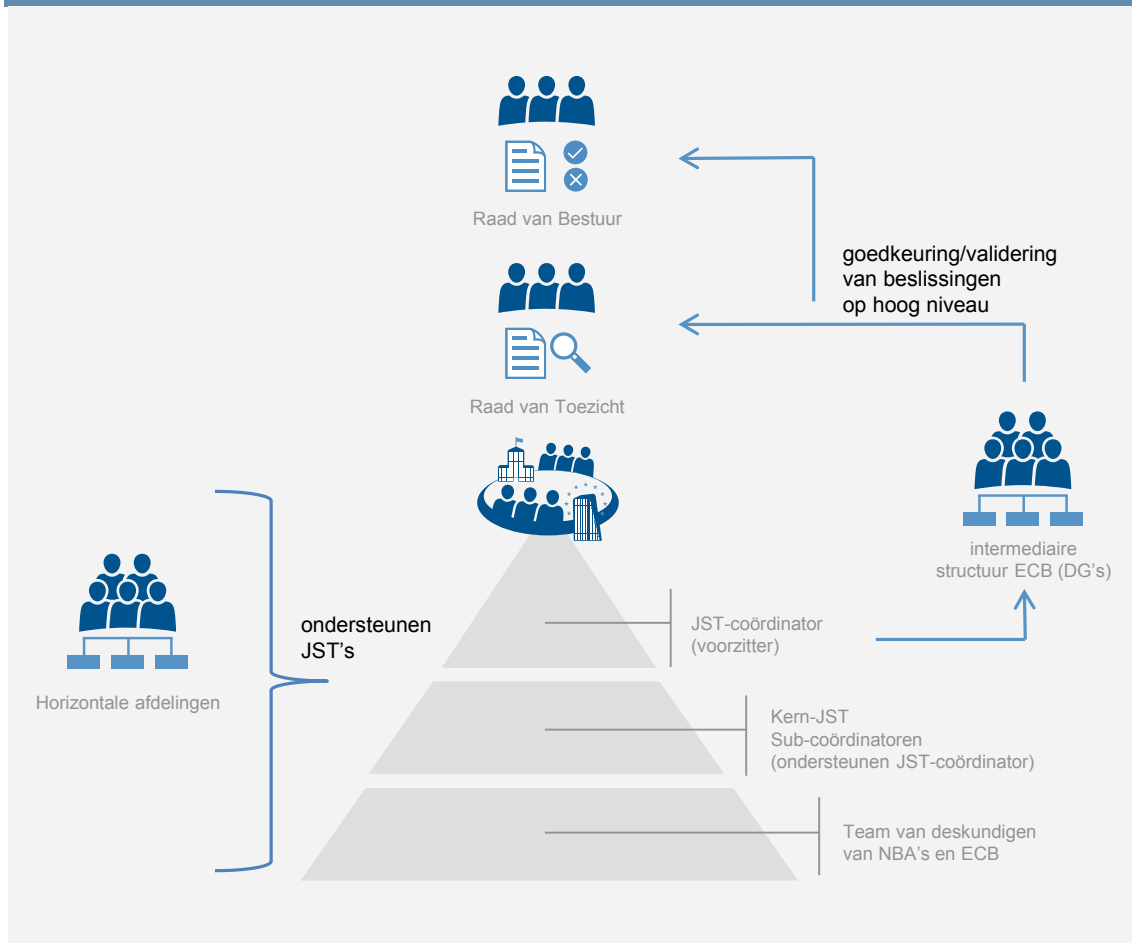 Raad van Bestuur
goedkeuring/validering
van beslissingen
op hoog niveau
Raad van Toezicht
intermediaire
structuur ECB (DG's)
ondersteunen
JST's
Horizontale afdelingen
JST-coördinator
(voorzitter)
Kern-JST
Sub-coördinatoren
(ondersteunen JST-coördinator)
Team van deskundigen
van NBA's en ECB